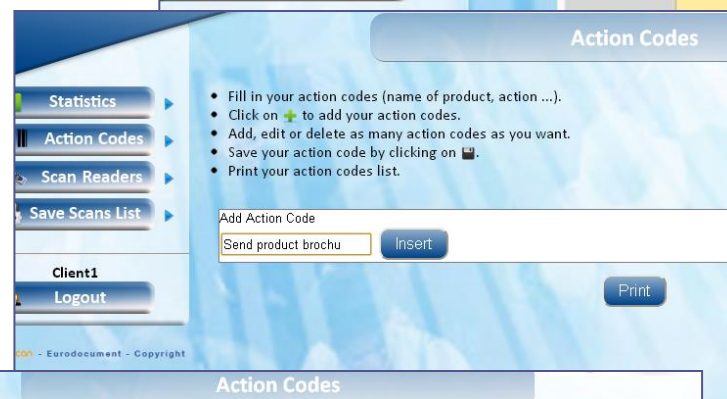 Action Codes
Statistics
Action Codes
Scan Readers
Save Scans List
Client1
Logout
- Eurodocument - Copyright
• Fill in your action codes (name of product, action ...).
• Click on to add your action codes.
• Add, edit or delete as many action codes as you want.
• Save your action code by clicking on .
• Print your action codes list.
Add Action Code
Send product brochu
Insert
Print
Action Codes